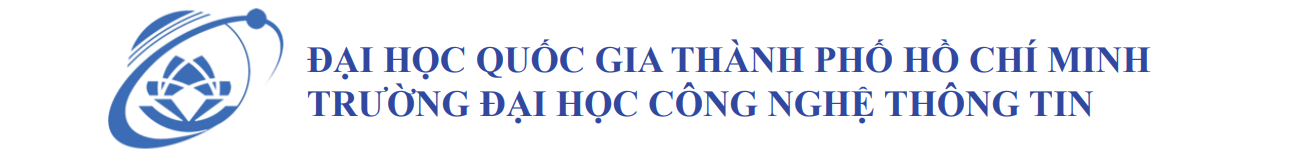 ĐẠI HỌC QUỐC GIA THÀNH PHỐ HỒ CHÍ MINH
TRƯỜNG ĐẠI HỌC CÔNG NGHỆ THÔNG TIN